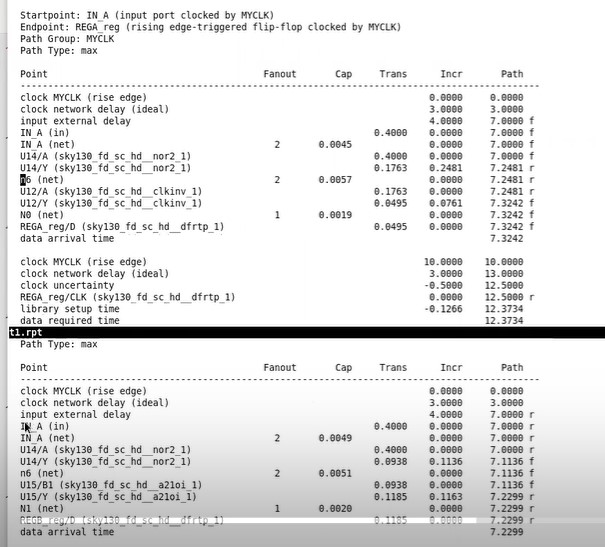 Startpoint: IN_A (input port clocked by MYCLK)
Endpoint: REGA_reg (rising edge-triggered flip-flop clocked by MYCLK)
Path Group: MYCLK
Path Type: max
Point Fanout Cap Trans Incr Path
clock MYCLK (rise edge) 0.0000 0.0000
clock network delay (ideal) 3.0000 3.0000
input external delay 4.0000 7.0000 f
IN_A (in) 0.4000 0.0000 7.0000 f
IN_A (net) 2 0.0045 0.0000 7.0000 f
U14/A (sky130_fd_sc_hd__nor2_1) 0.4000 0.0000 7.0000 f
U14/Y (sky130_fd_sc_hd__nor2_1) 0.1763 0.2481 7.2481 r
n6 (net) 2 0.0057 0.0000 7.2481 r
U12/A (sky130_fd_sc_hd__clkinv_1) 0.1763 0.0000 7.2481 r
U12/Y (sky130_fd_sc_hd__clkinv_1) 0.0495 0.0761 7.3242 f
N0 (net) 1 0.0019 0.0000 7.3242 f
REGA_reg/D (sky130_fd_sc_hd__dfrtp_1) 0.0495 0.0000 7.3242 f
data arrival time 7.3242
clock MYCLK (rise edge) 10.0000 10.0000
clock network delay (ideal) 3.0000 13.0000
clock uncertainty -0.5000 12.5000
REGA_reg/CLK (sky130_fd_sc_hd__dfrtp_1) 0.0000 12.5000 r
library setup time -0.1266 12.3734
data required time 12.3734
t1.rpt
Path Type: max
Point Fanout Cap Trans Incr Path
clock MYCLK (rise edge) 0.0000 0.0000
clock network delay (ideal) 3.0000 3.0000
input external delay 4.0000 7.0000 r
IN_A (in) 0.4000 0.0000 7.0000 r
IN_A (net) 2 0.0049 0.0000 7.0000 r
U14/A (sky130_fd_sc_hd__nor2_1) 0.4000 0.0000 7.0000 r
U14/Y (sky130_fd_sc_hd__nor2_1) 0.0938 0.1136 7.1136 f
n6 (net) 2 0.0051 0.0000 7.1136 f
U15/B1 (sky130_fd_sc_hd__a21oi_1) 0.0938 0.0000 7.1136 f
U15/Y (sky130_fd_sc_hd__a21oi_1) 0.1185 0.1163 7.2299 r
N1 (net) 1 0.0020 0.0000 7.2299 r
REGB_reg/D (sky130_fd_sc_hd__dfrtp_1) 0.1185 0.0000 7.2299 r
data arrival time 7.2299